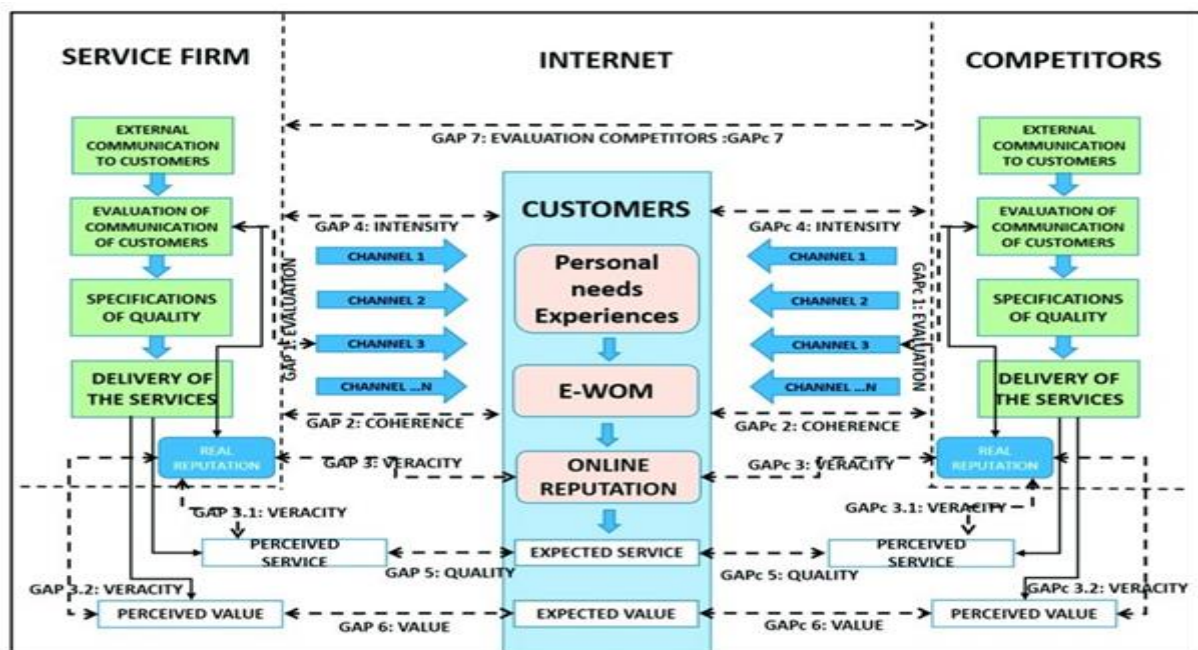 SERVICE FIRM
INTERNET
COMPETITORS
EXTERNAL
COMMUNICATION
TO CUSTOMERS
GAP 7: EVALUATION COMPETITORS :GAPc 7
EXTERNAL
COMMUNICATION
TO CUSTOMERS
EVALUATION OF
COMMUNICATION
OF CUSTOMERS
GAP 4: INTENSITY
CUSTOMERS
GAPc 4: INTENSITY
EVALUATION OF
COMMUNICATION
OF CUSTOMERS
GAP 1: EVALUATION
CHANNEL 1
CHANNEL 2
CHANNEL 3
CHANNEL ...N
Personal
needs
Experiences
CHANNEL 1
CHANNEL 2
CHANNEL 3
CHANNEL ...N
GAPc 1: EVALUATION
SPECIFICATIONS
OF QUALITY
SPECIFICATIONS
OF QUALITY
DELIVERY OF
THE SERVICES
E-WOM
DELIVERY OF
THE SERVICES
GAP 2: COHERENCE
GAPc 2: COHERENCE
REAL
REPUTATION
GAP 3: VERACITY
ONLINE
REPUTATION
GAPc 3: VERACITY
REAL
REPUTATION
GAP 3.1: VERACITY
GAPc 3.1: VERACITY
PERCEIVED
SERVICE
GAP 5: QUALITY
EXPECTED SERVICE
GAPc 5: QUALITY
PERCEIVED
SERVICE
GAP 3.2: VERACITY
GAPc 3.2: VERACITY
PERCEIVED VALUE
GAP 6: VALUE
EXPECTED VALUE
GAPc 6: VALUE
PERCEIVED VALUE